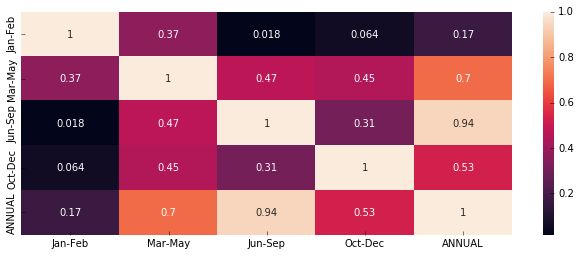 Jan-Feb 1 0.37 0.018 0.064 0.17
Mar-May 0.37 1 0.47 0.45 0.7
Jun-Sep 0.018 0.47 1 0.31 0.94
Oct-Dec 0.064 0.45 0.31 1 0.53
ANNUAL 0.17 0.7 0.94 0.53 1
Jan-Feb Mar-May Jun-Sep Oct-Dec ANNUAL
1.0
0.8
0.6
0.4
0.2